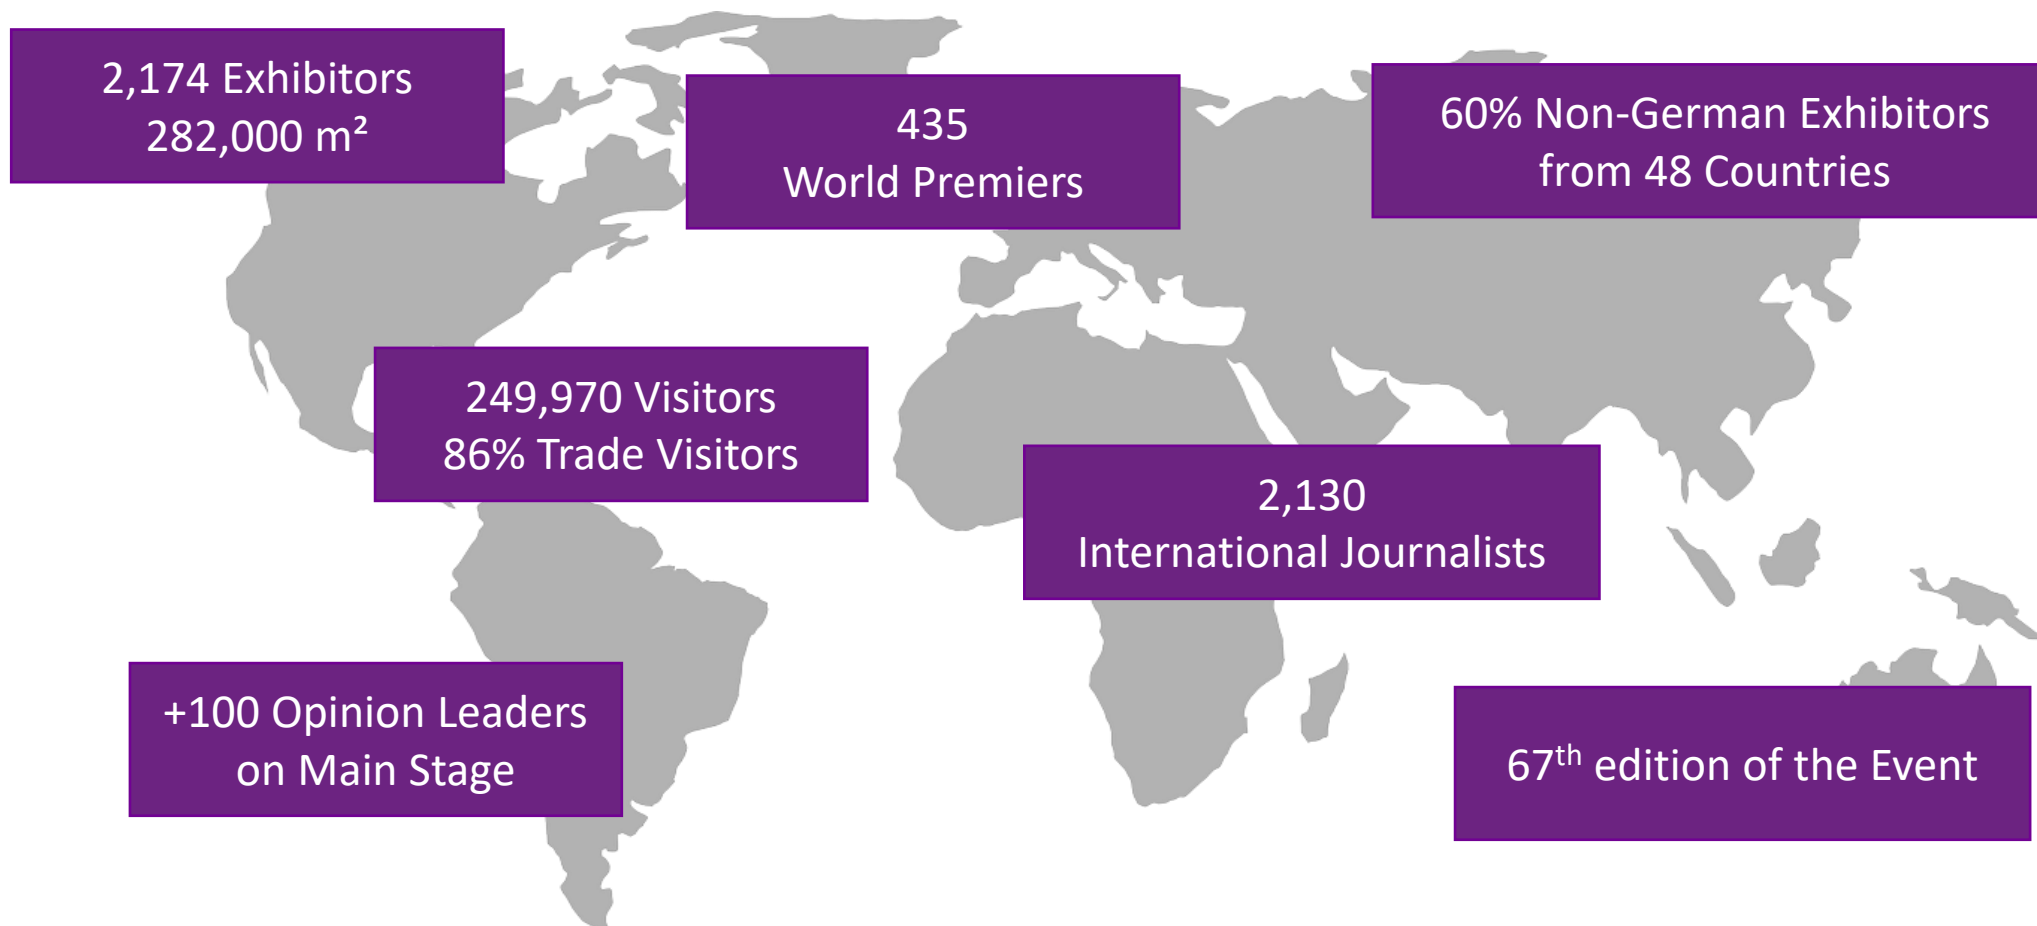 2,174 Exhibitors
282,000 m²
435
World Premiers
60% Non-German Exhibitors
from 48 Countries
249,970 Visitors
86% Trade Visitors
2,130
International Journalists
+100 Opinion Leaders
on Main Stage
67th edition of the Event